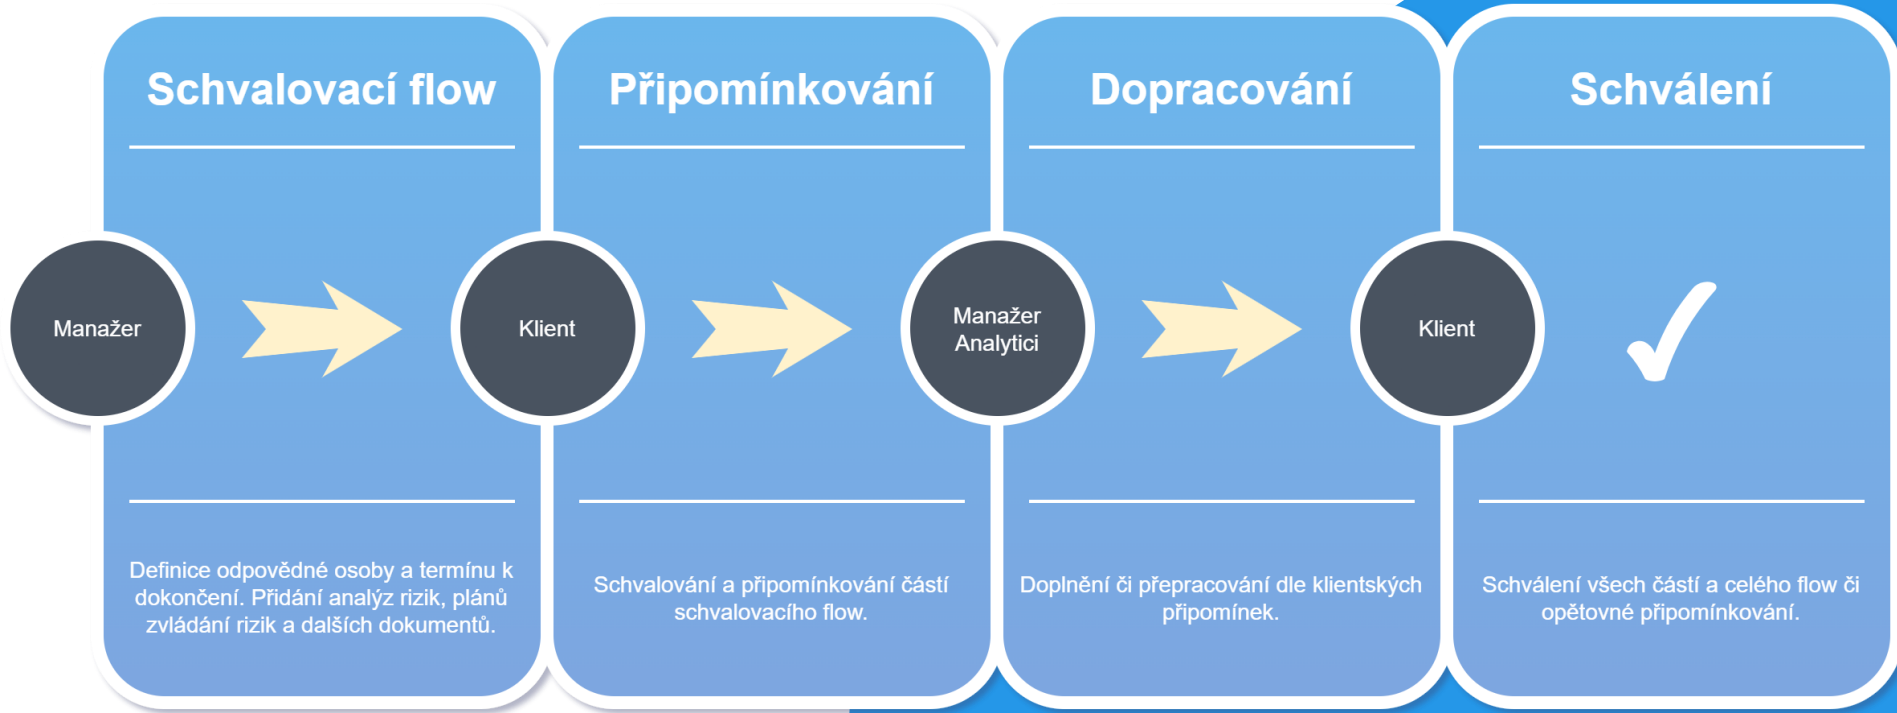 Schvalovací flow
Manažer
Definice odpovědné osoby a termínu k
dokončení. Přidání analýz rizik, plánů
zvládání rizik a dalších dokumentů.
Připomínkování
Klient
Schvalování a připomínkování částí
schvalovacího flow.
Dopracování
Manažer
Analytici
Doplnění či přepracování dle klientských
připomínek.
Schválení
Klient
Schválení všech částí a celého flow či
opětovné připomínkování.